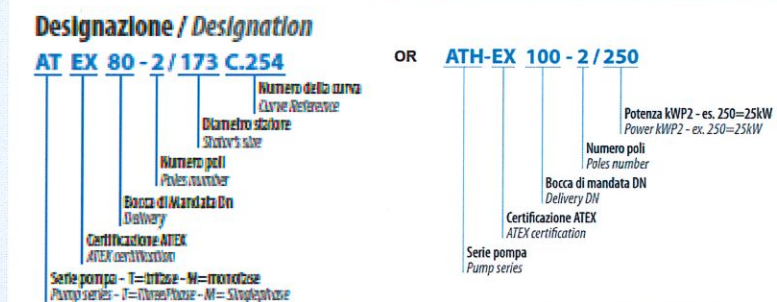 Designazione / Designation
AT EX 80 - 2 / 173 C.254
Numero della curva
Curve Reference
Diametro statore
Stator's size
Numero poli
Poles number
Bocca di Mandata Dn
Delivery
Certificazione ATEX
ATEX certification
Serie pompa - T=trifase - M=monofase
Pump series - T=ThreePhase - M= Singlephase
OR
ATH-EX 100 - 2 / 250
Potenza kWP2 - es. 250=25kW
Power kWP2 - ex. 250=25kW
Numero poli
Poles number
Bocca di mandata DN
Delivery DN
Certificazione ATEX
ATEX certification
Serie pompa
Pump series